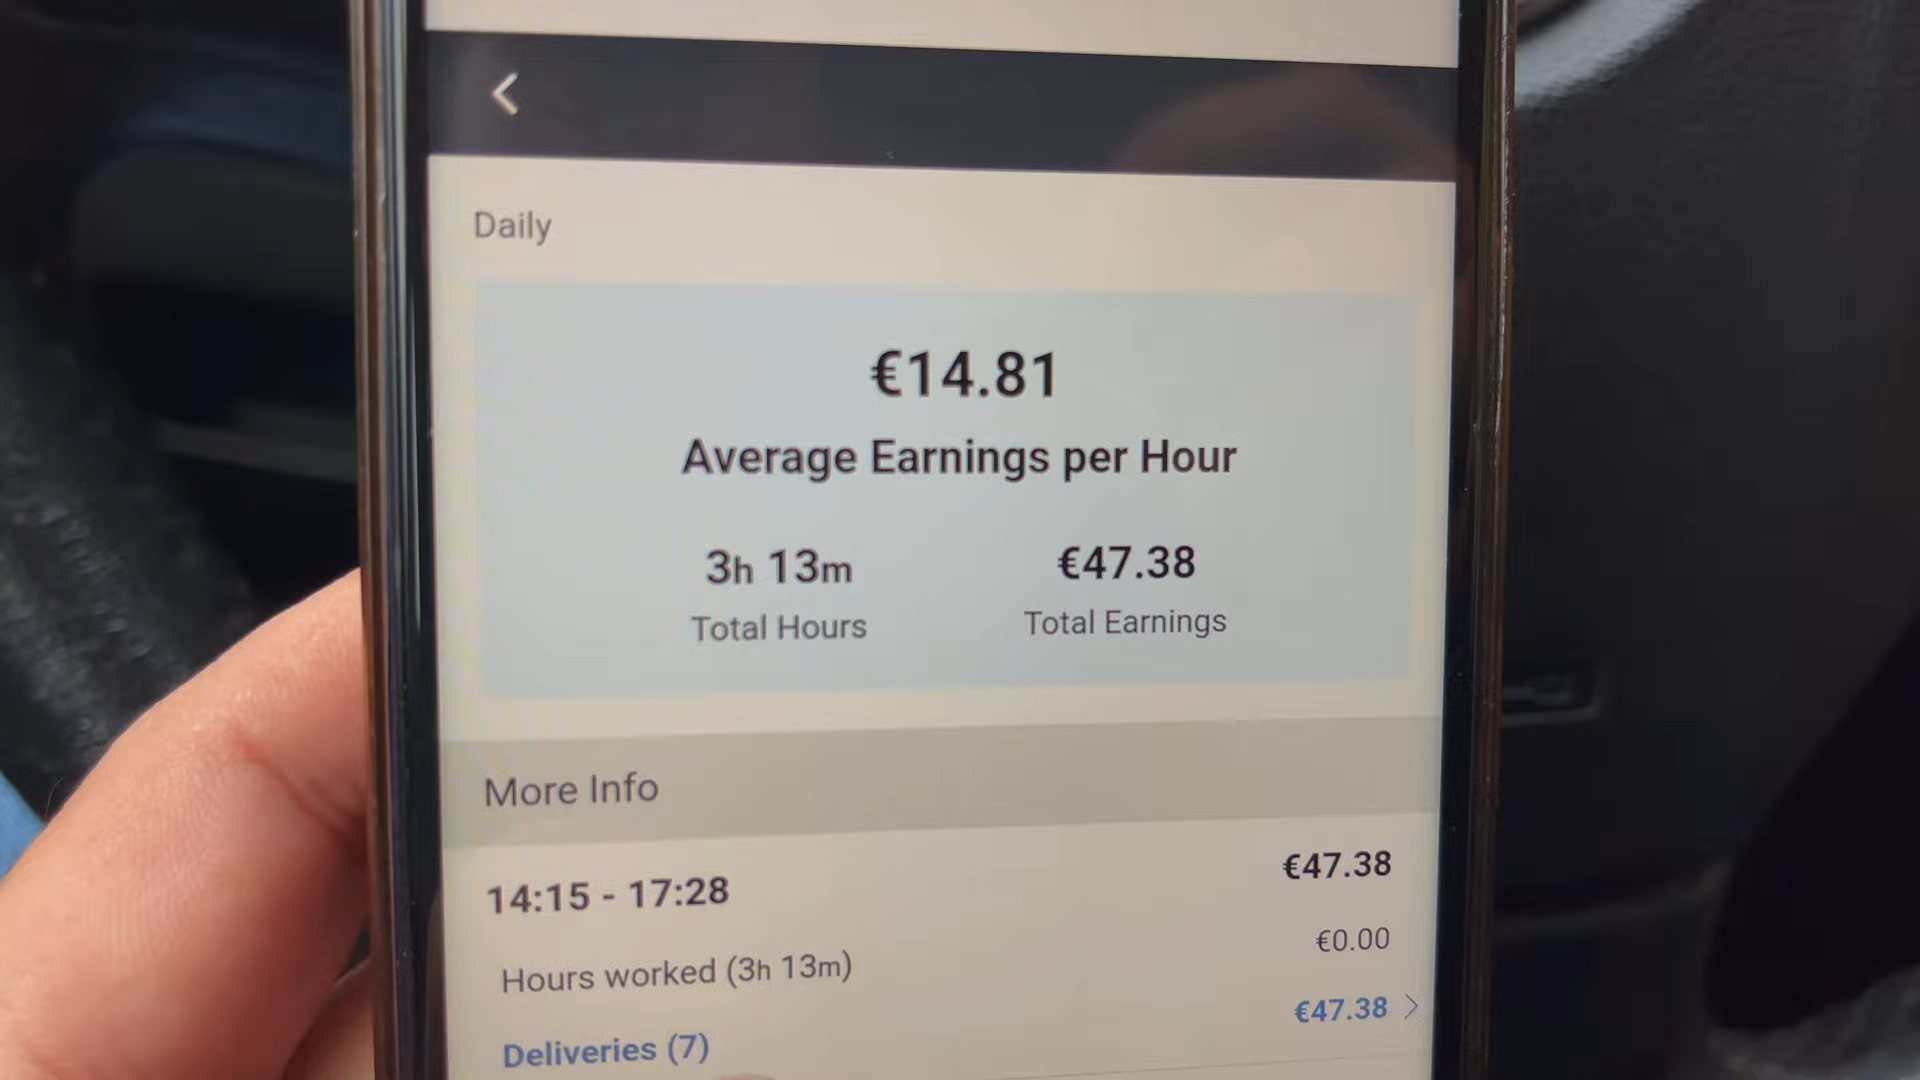 Daily
€14.81
Average Earnings per Hour
3h 13m €47.38
Total Hours Total Earnings
More Info
14:15 - 17:28 €47.38
Hours worked (3h 13m) €0.00
Deliveries (7) €47.38